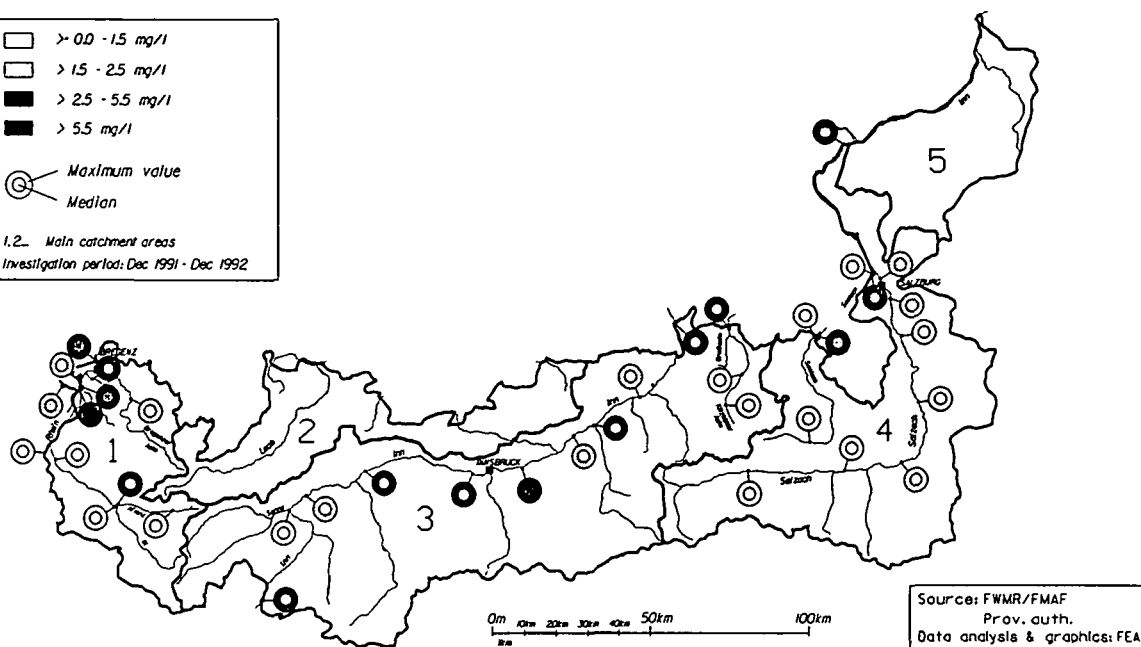 >- 0.0 - 1.5 mg/l
> 1.5 - 2.5 mg/l
> 2.5 - 5.5 mg/l
> 5.5 mg/l
Maximum value
Median
1.2_ Main catchment areas
Investigation period: Dec 1991 - Dec 1992
Inn
5
SALZBURG
BREGENZ
1
2
Lech
Inn
Inn
4
Salzach
Salzach
3
0m 10km 20km 30km 40km 50km 100km
Source: FWMR/FMAF
Prov. auth.
Data analysis & graphics: FEA